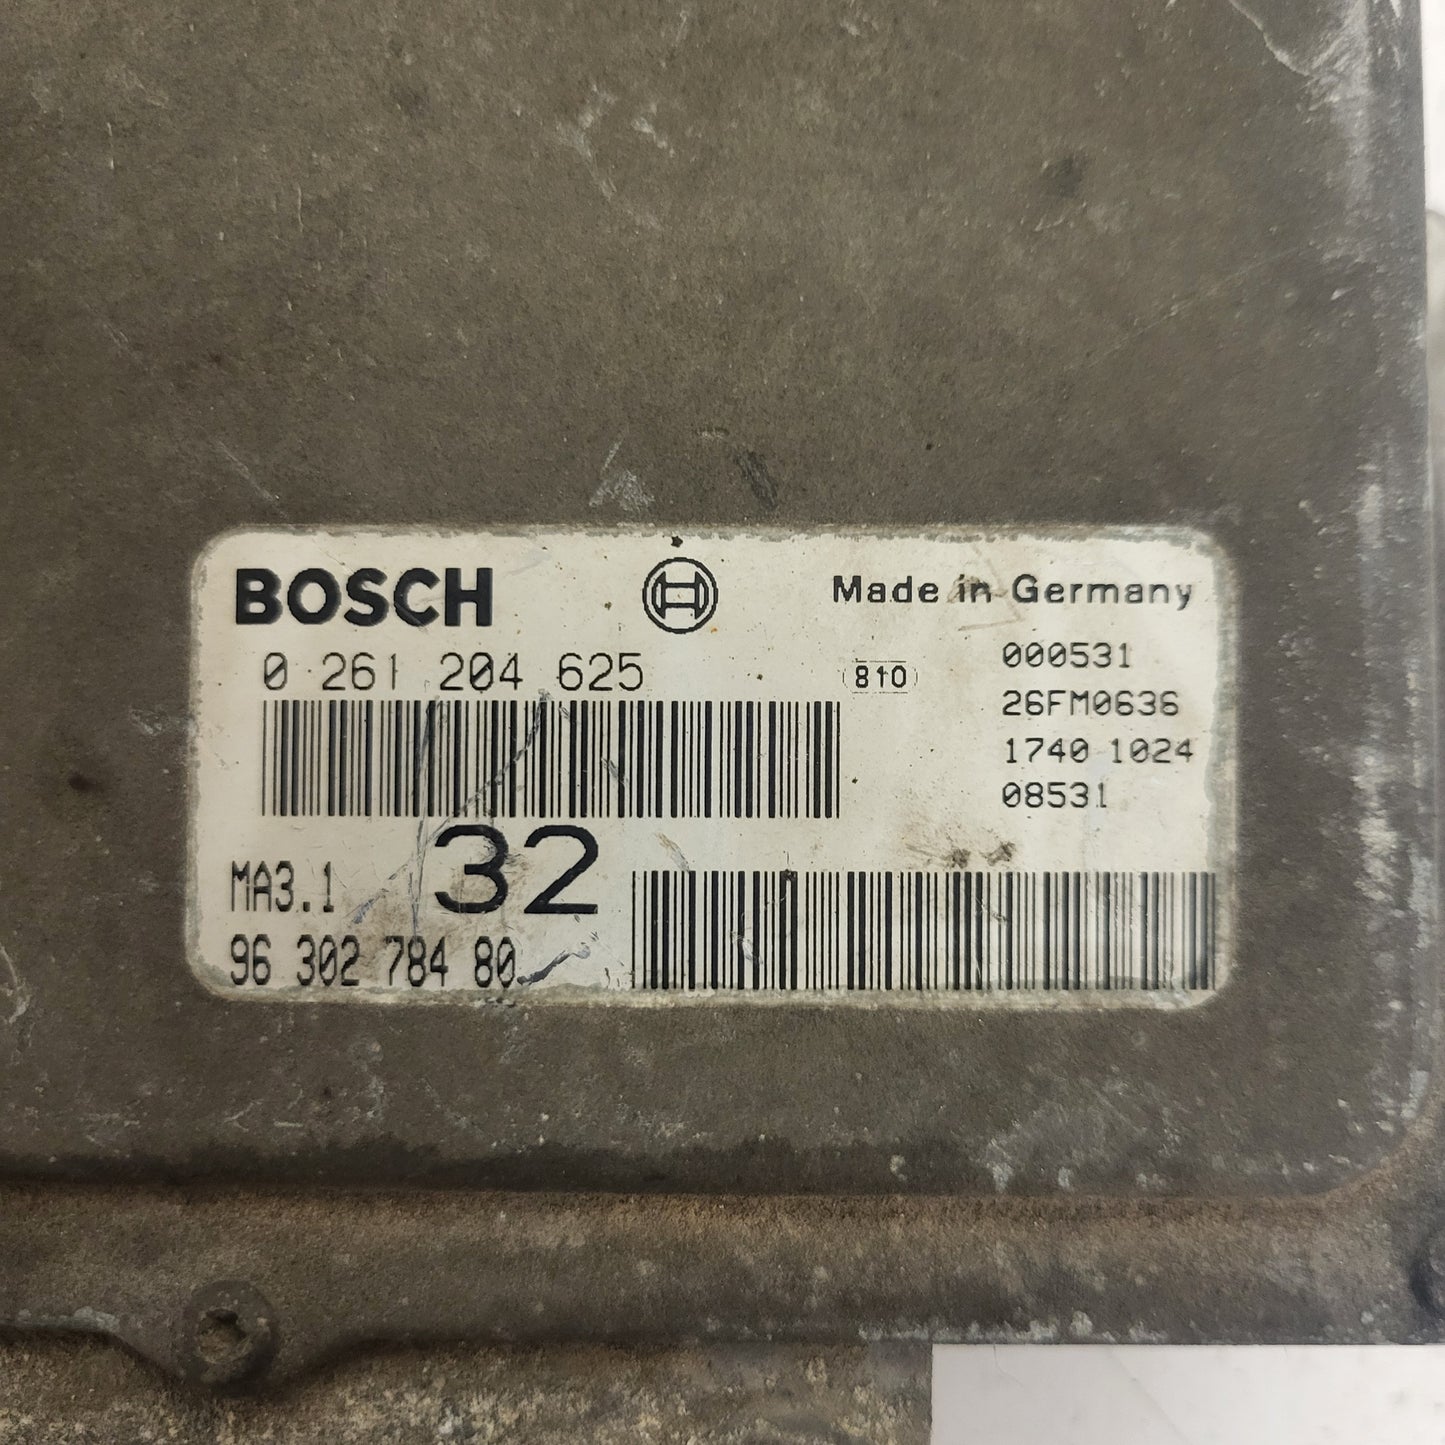 BOSCH Made in Germany
0 261 204 625 810 000531
26FM0636
1740 1024
08531
MA3.1 32
96 302 784 80